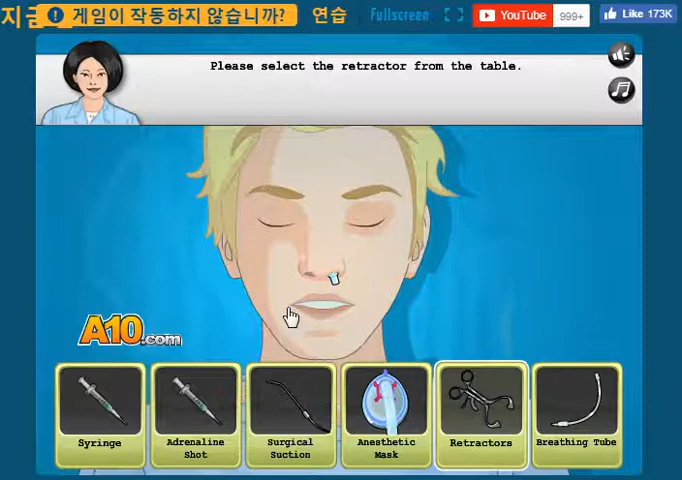 지금
게임이 작동하지 않습니까?
연습
Fullscreen
YouTube
999+
Like 173K
Please select the retractor from the table.
A10.com
Syringe
Adrenaline
Shot
Surgical
Suction
Anesthetic
Mask
Retractors
Breathing Tube